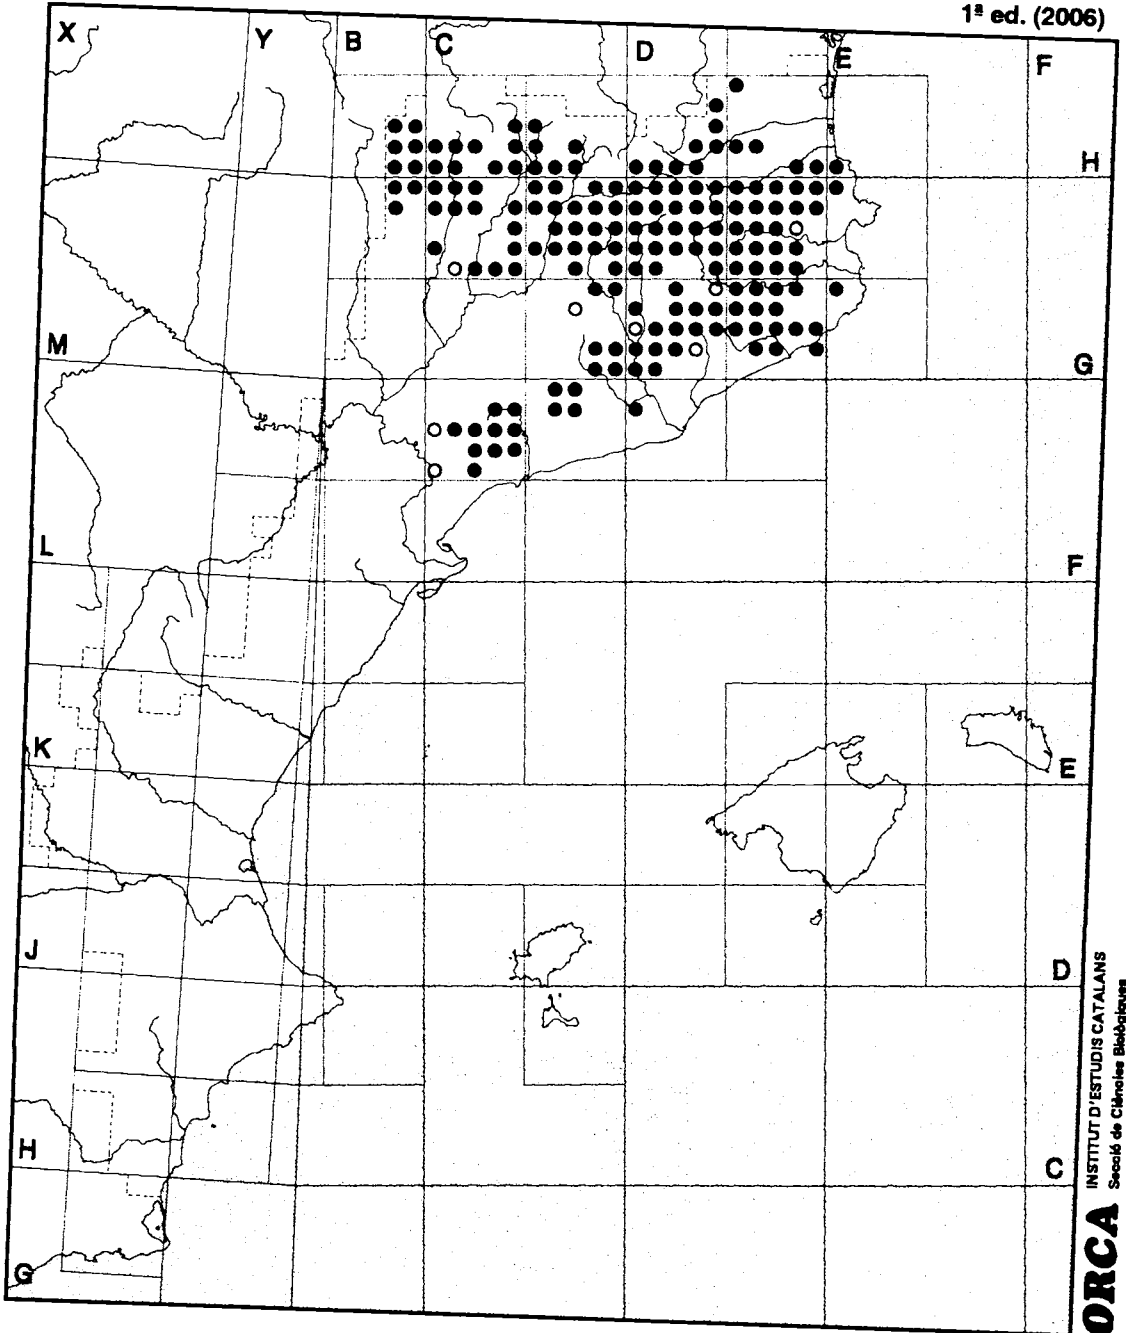 1ª ed. (2006)
X
Y
B
C
D
E
F
H
M
G
L
F
K
E
J
D
H
C
G
ORCA
INSTITUT D'ESTUDIS CATALANS
Secció de Ciències Biològiques